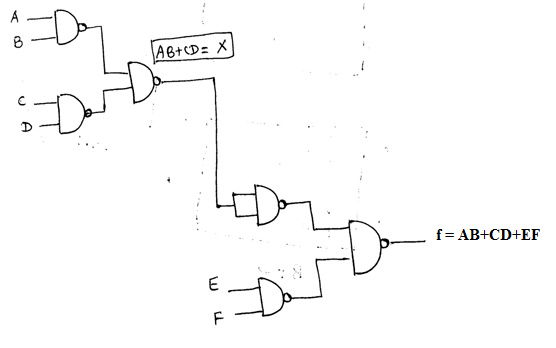 A
B
AB+CD= X
C
D
f = AB+CD+EF
E
F